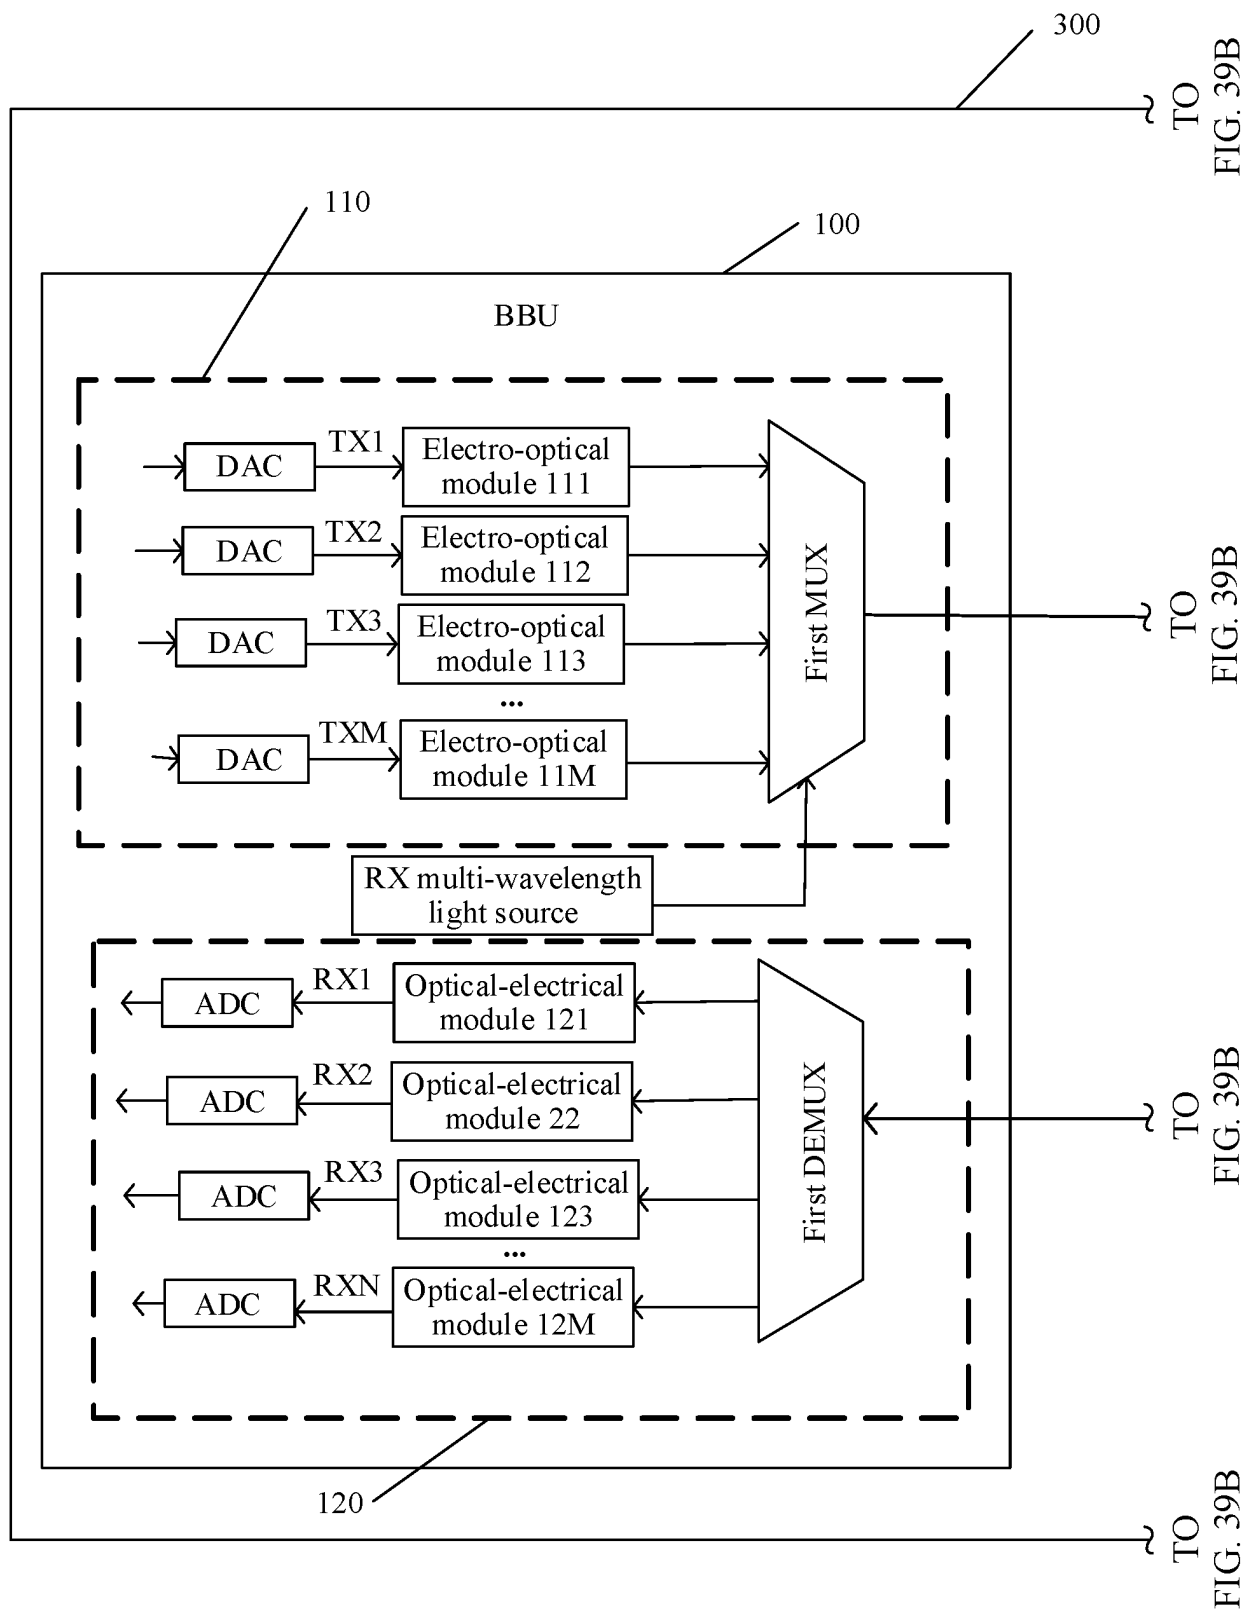 300
TO
FIG. 39B
110
100
BBU
DAC
TX1
Electro-optical
module 111
DAC
TX2
Electro-optical
module 112
DAC
TX3
Electro-optical
module 113
...
DAC
TXM
Electro-optical
module 11M
First MUX
TO
FIG. 39B
RX multi-wavelength
light source
ADC
RX1
Optical-electrical
module 121
ADC
RX2
Optical-electrical
module 22
ADC
RX3
Optical-electrical
module 123
...
ADC
RXN
Optical-electrical
module 12M
First DEMUX
TO
FIG. 39B
120
TO
FIG. 39B